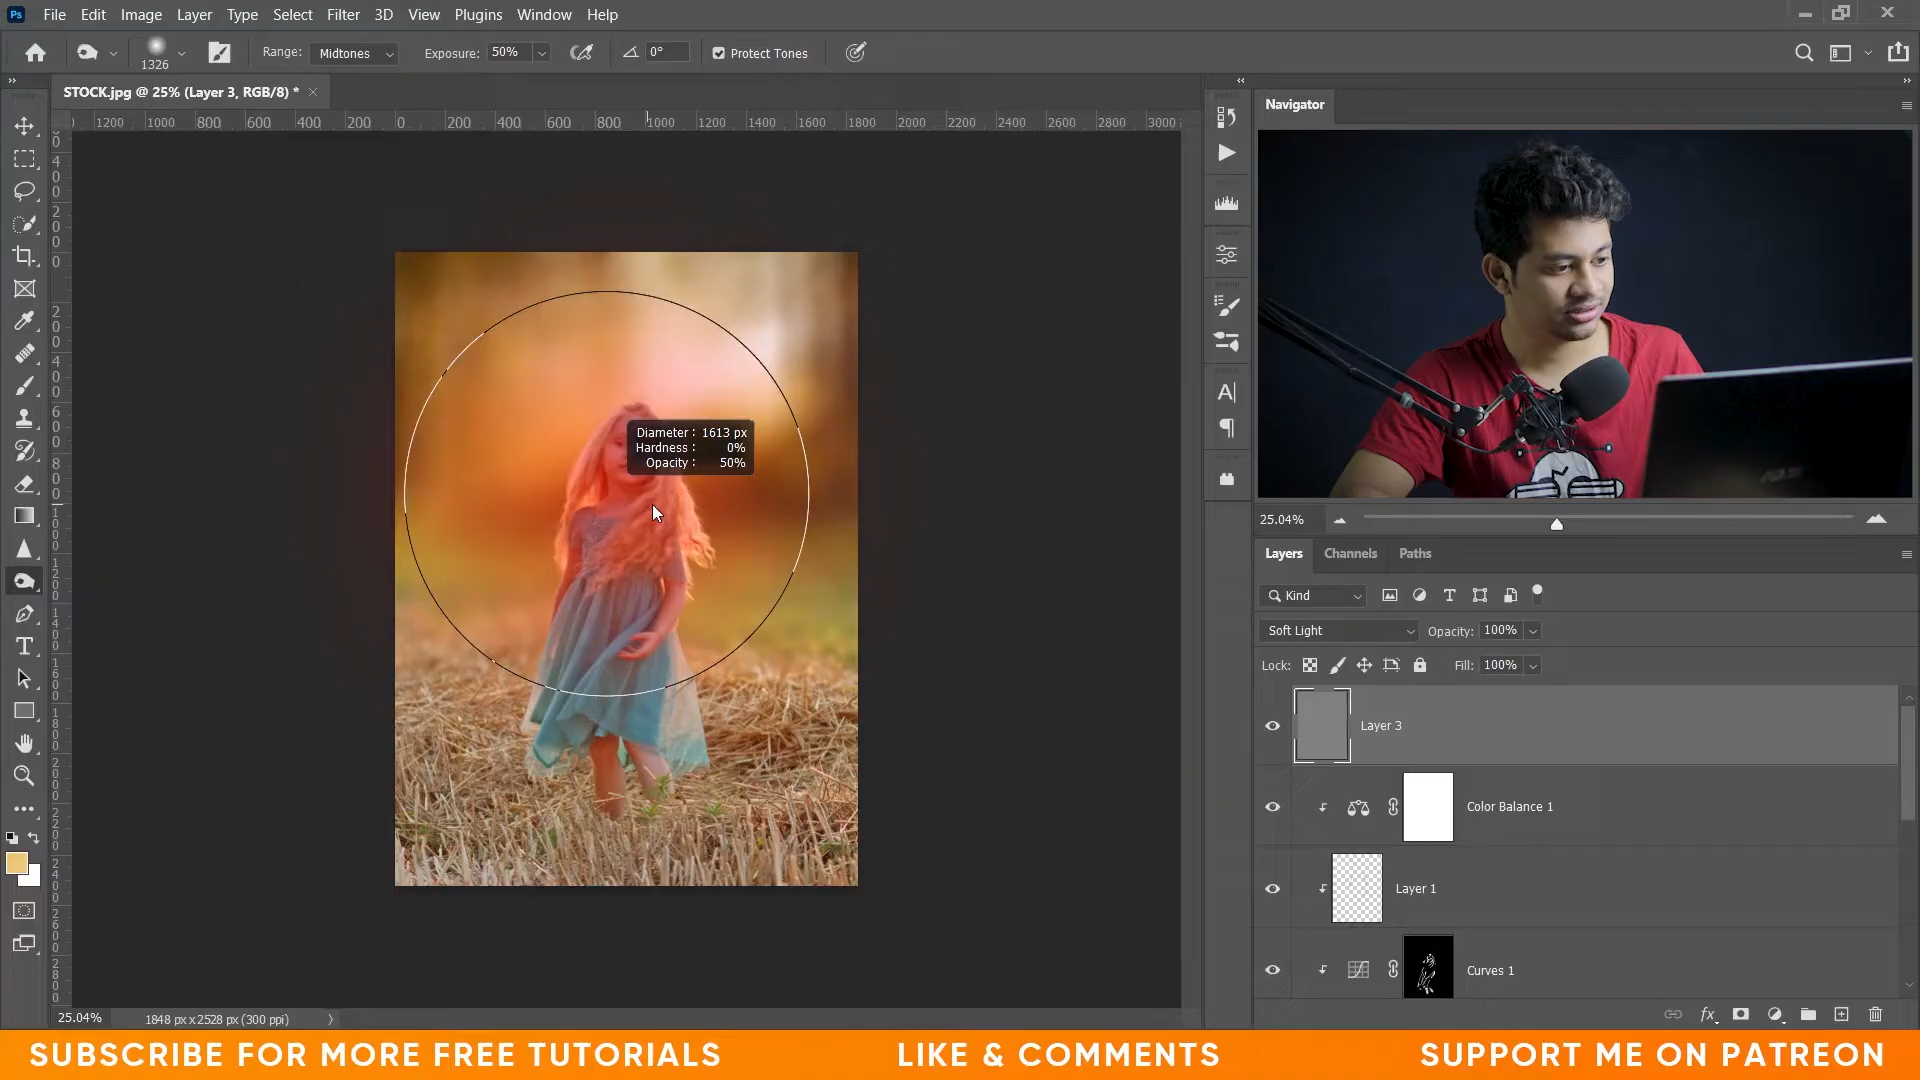 Ps File Edit Image Layer Type Select Filter 3D View Plugins Window Help
1326 Range: Midtones Exposure: 50% 0° Protect Tones
STOCK.jpg @ 25% (Layer 3, RGB/8) * ×
1200 1000 800 600 400 200 0 200 400 600 800 1000 1200 1400 1600 1800 2000 2200 2400 2600 2800 3000
Diameter : 1613 px
Hardness : 0%
Opacity : 50%
25.04% 1848 px x 2528 px (300 ppi)
Navigator
25.04%
Layers Channels Paths
Kind
Soft Light Opacity: 100%
Lock: Fill: 100%
Layer 3
Color Balance 1
Layer 1
Curves 1
SUBSCRIBE FOR MORE FREE TUTORIALS LIKE & COMMENTS SUPPORT ME ON PATREON